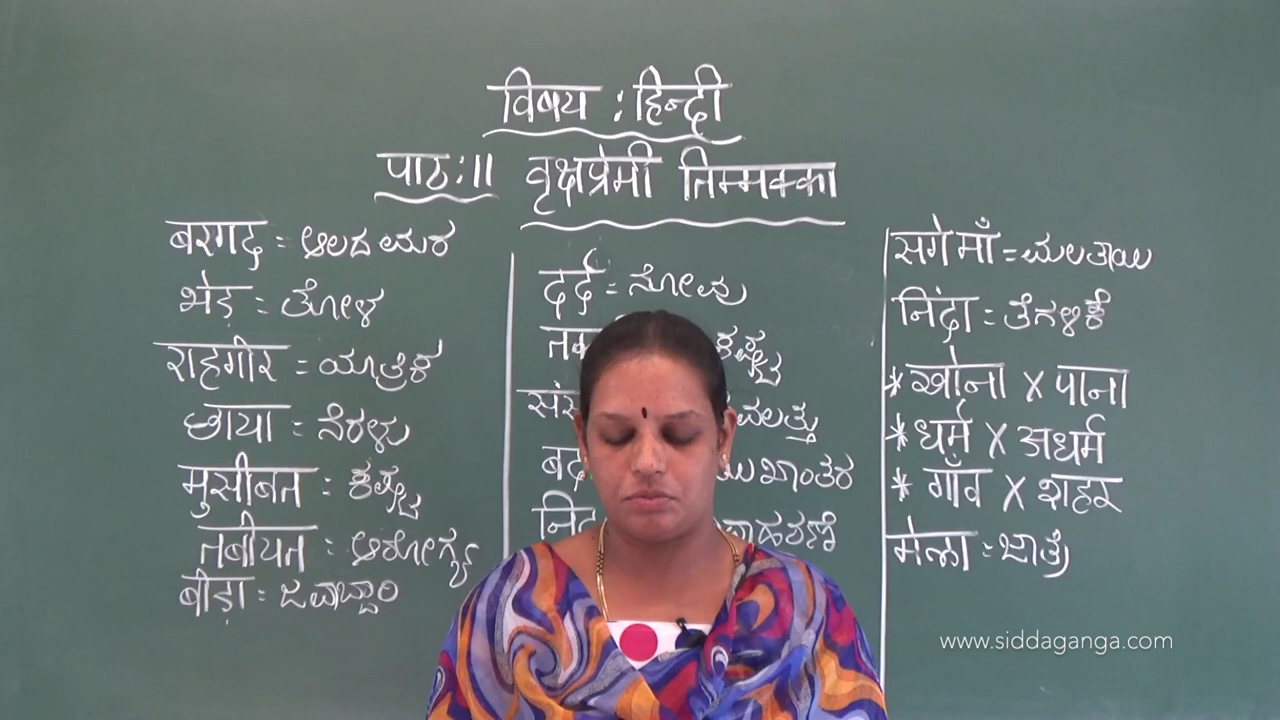 विषय : हिन्दी
पाठ : ॥ वृक्षप्रेमी तिम्मक्का
बरगद = ಆಲದ ಮರ
भेड़ = ತೋಳ
राहगीर = ಯಾತ್ರಿಕ
छाया = ನೆರಳು
मुसीबत : ಕಷ್ಟ
तबीयत : ಆರೋಗ್ಯ
बीड़ा = ಜವಾಬ್ದಾರಿ
दर्द = ನೋವು
ಕಷ್ಟ
सगे माँ = ಮಲತಾಯಿ
निंदा = ತೆಗಳಿಕೆ
* खोना X पाना
* धर्म X अधर्म
* गाँव X शहर
मेला = ಜಾತ್ರೆ
www.siddaganga.com